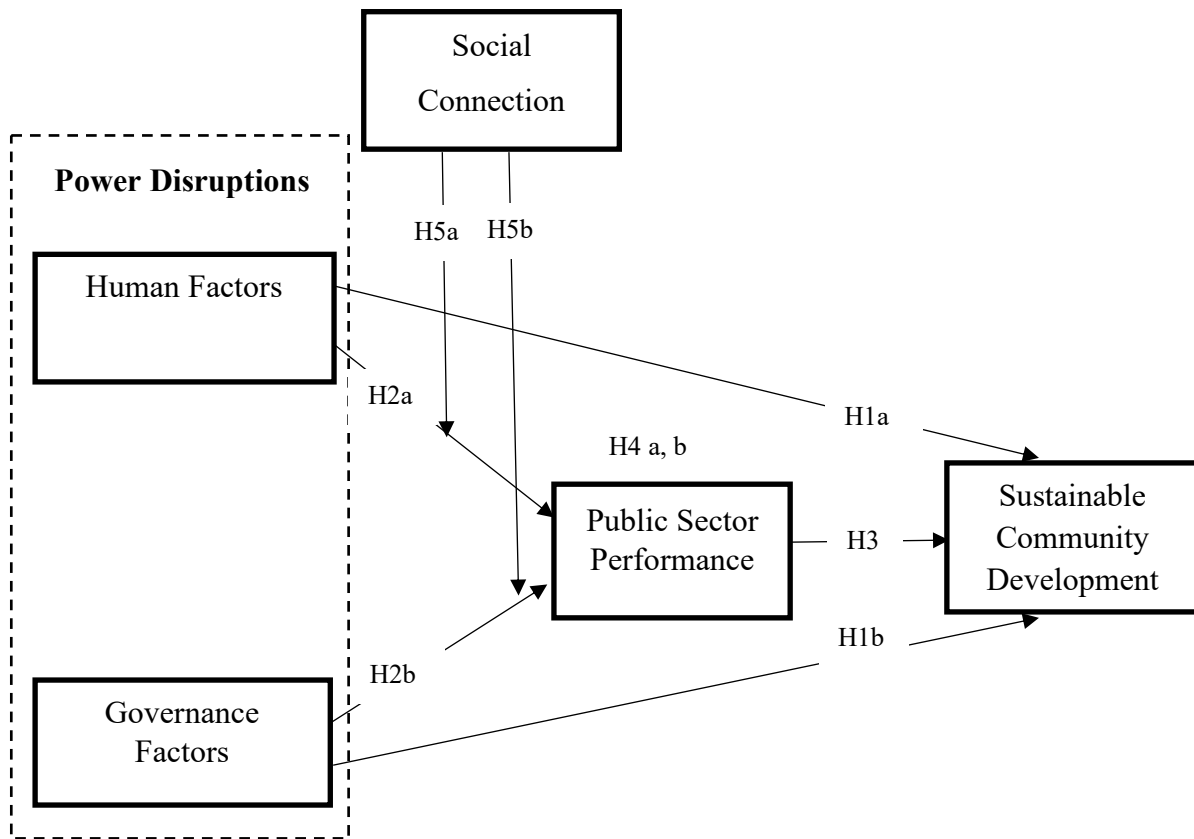 Social
Connection
Power Disruptions
H5a
H5b
Human Factors
H2a
H1a
H4 a, b
Public Sector
Performance
H3
Sustainable
Community
Development
H1b
H2b
Governance
Factors